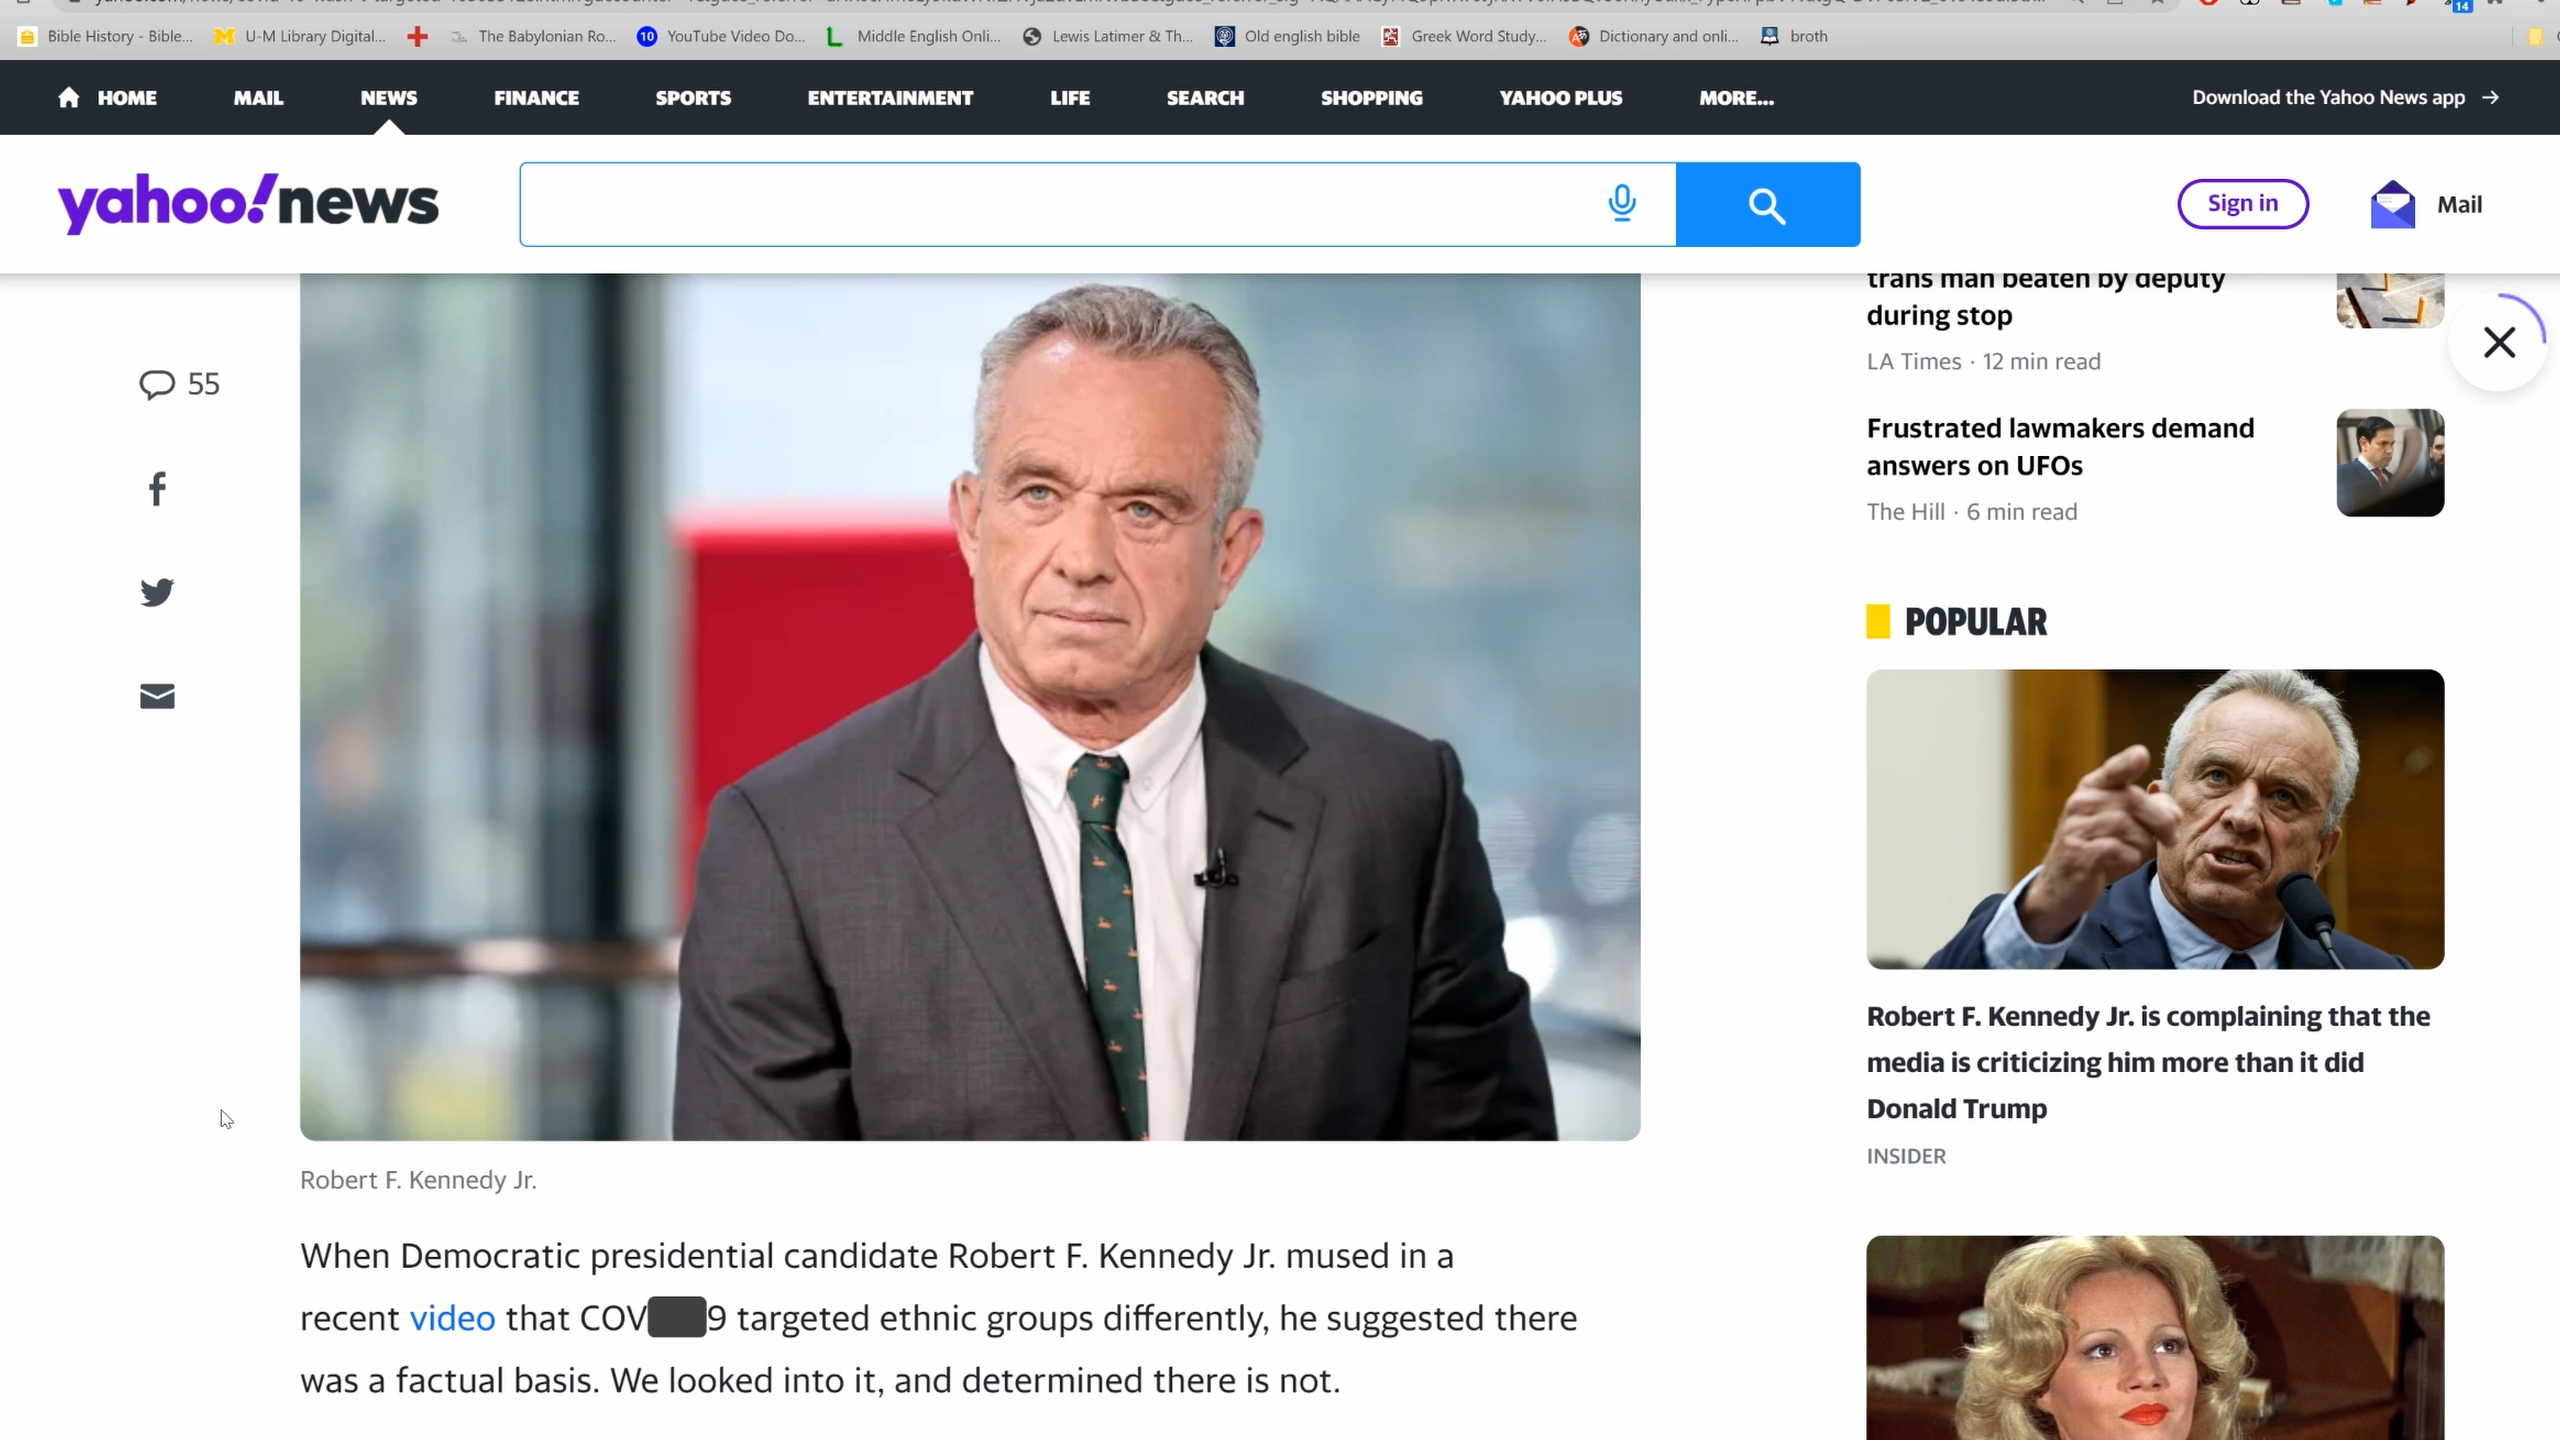 Bible History - Bible...
U-M Library Digital...
The Babylonian Ro...
10 YouTube Video Do...
Middle English Onli...
Lewis Latimer & Th...
Old english bible
Greek Word Study...
Dictionary and onli...
broth
14
HOME
MAIL
NEWS
FINANCE
SPORTS
ENTERTAINMENT
LIFE
SEARCH
SHOPPING
YAHOO PLUS
MORE...
Download the Yahoo News app
yahoo!news
Sign in
Mail
55
Robert F. Kennedy Jr.
When Democratic presidential candidate Robert F. Kennedy Jr. mused in a
recent video that COV 9 targeted ethnic groups differently, he suggested there
was a factual basis. We looked into it, and determined there is not.
trans man beaten by deputy
during stop
LA Times · 12 min read
Frustrated lawmakers demand
answers on UFOs
The Hill · 6 min read
POPULAR
Robert F. Kennedy Jr. is complaining that the
media is criticizing him more than it did
Donald Trump
INSIDER